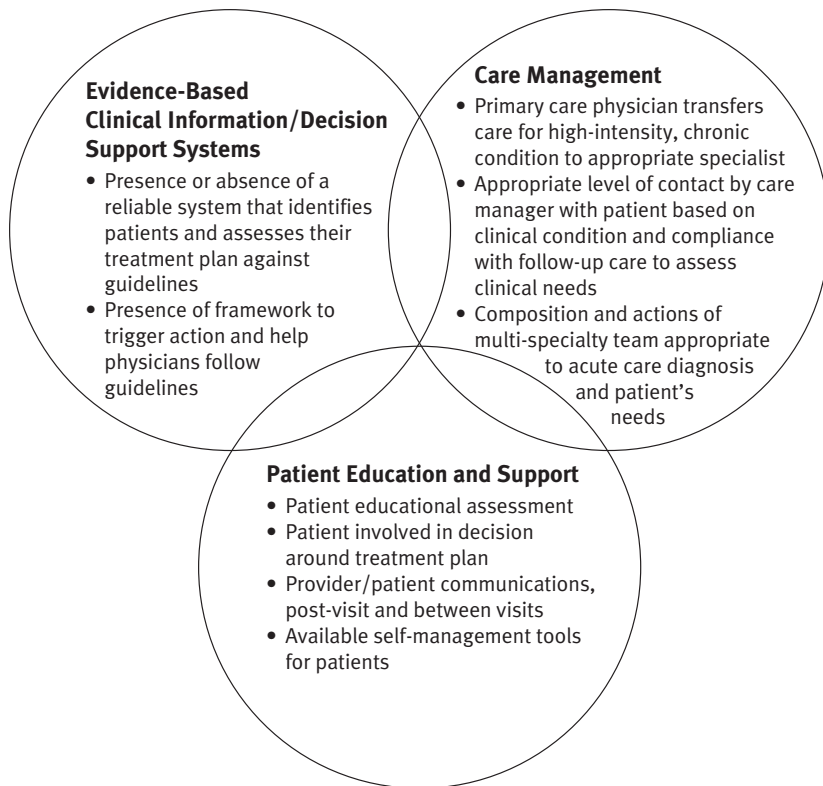 Evidence-Based
Clinical Information/Decision
Support Systems
• Presence or absence of a
reliable system that identifies
patients and assesses their
treatment plan against
guidelines
• Presence of framework to
trigger action and help
physicians follow
guidelines
Care Management
• Primary care physician transfers
care for high-intensity, chronic
condition to appropriate specialist
• Appropriate level of contact by care
manager with patient based on
clinical condition and compliance
with follow-up care to assess
clinical needs
• Composition and actions of
multi-specialty team appropriate
to acute care diagnosis
and patient’s
needs
Patient Education and Support
• Patient educational assessment
• Patient involved in decision
around treatment plan
• Provider/patient communications,
post-visit and between visits
• Available self-management tools
for patients